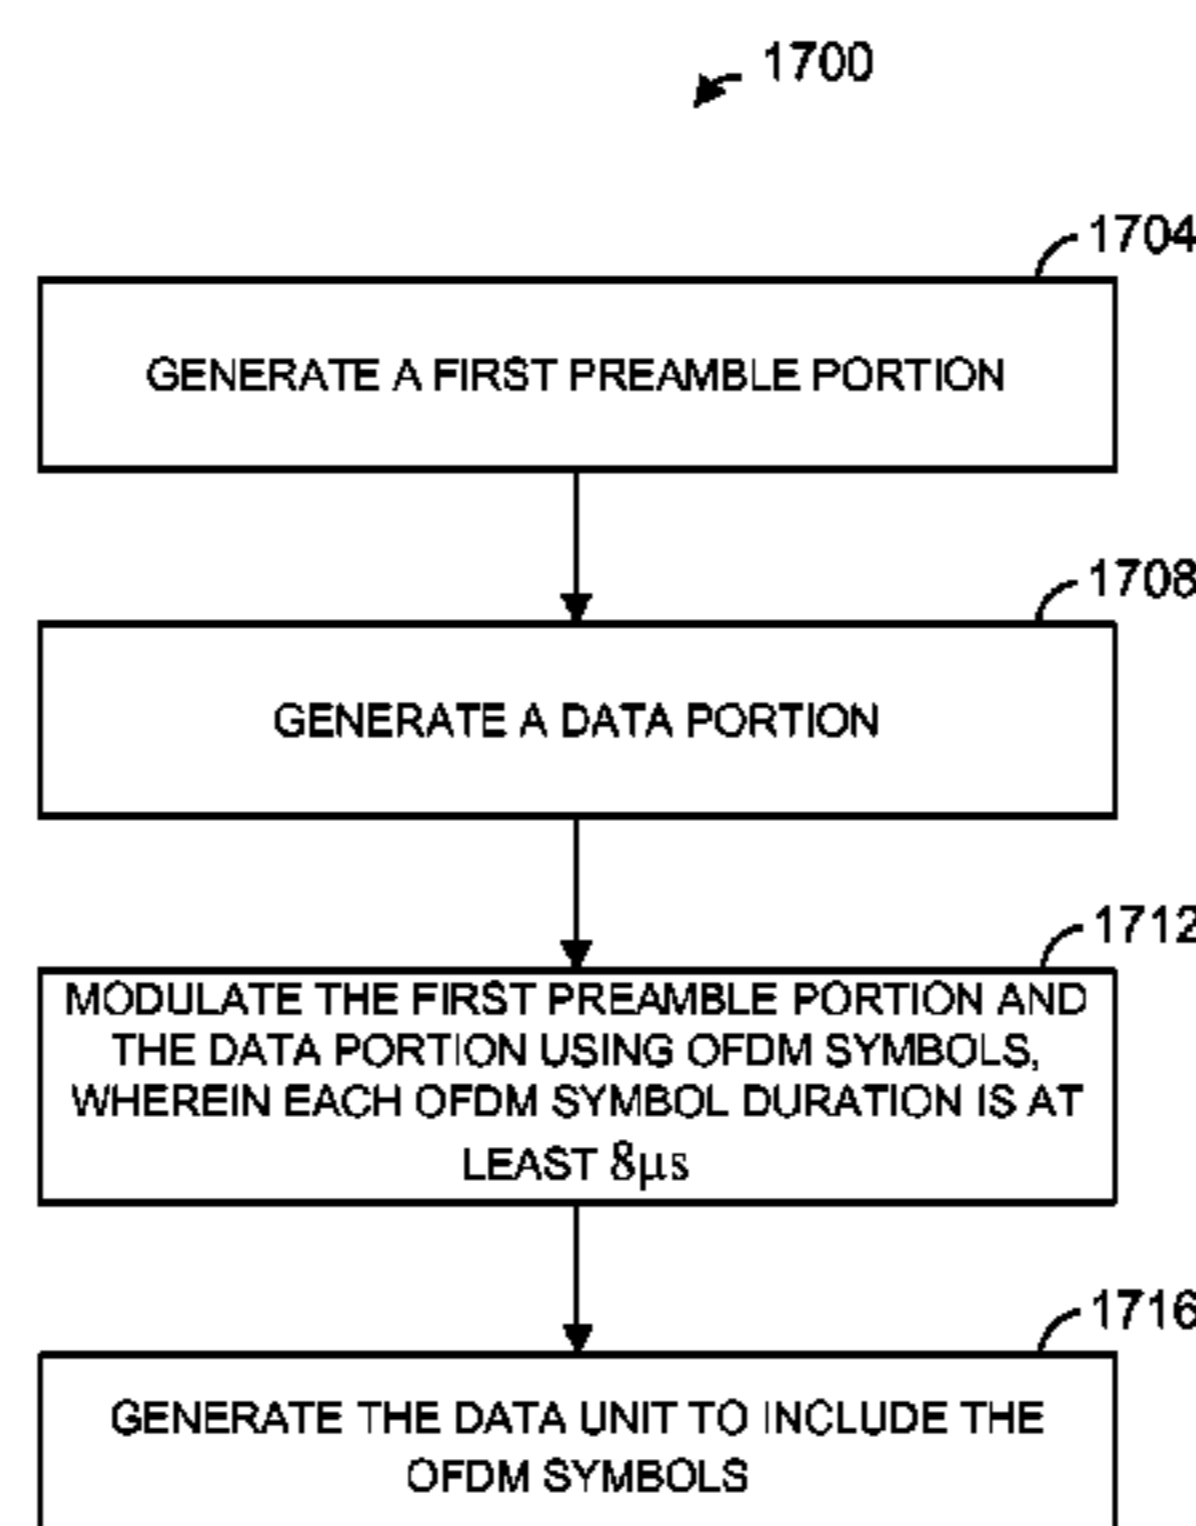 1700
1704
GENERATE A FIRST PREAMBLE PORTION
1708
GENERATE A DATA PORTION
1712
MODULATE THE FIRST PREAMBLE PORTION AND
THE DATA PORTION USING OFDM SYMBOLS,
WHEREIN EACH OFDM SYMBOL DURATION IS AT
LEAST 8μs
1716
GENERATE THE DATA UNIT TO INCLUDE THE
OFDM SYMBOLS